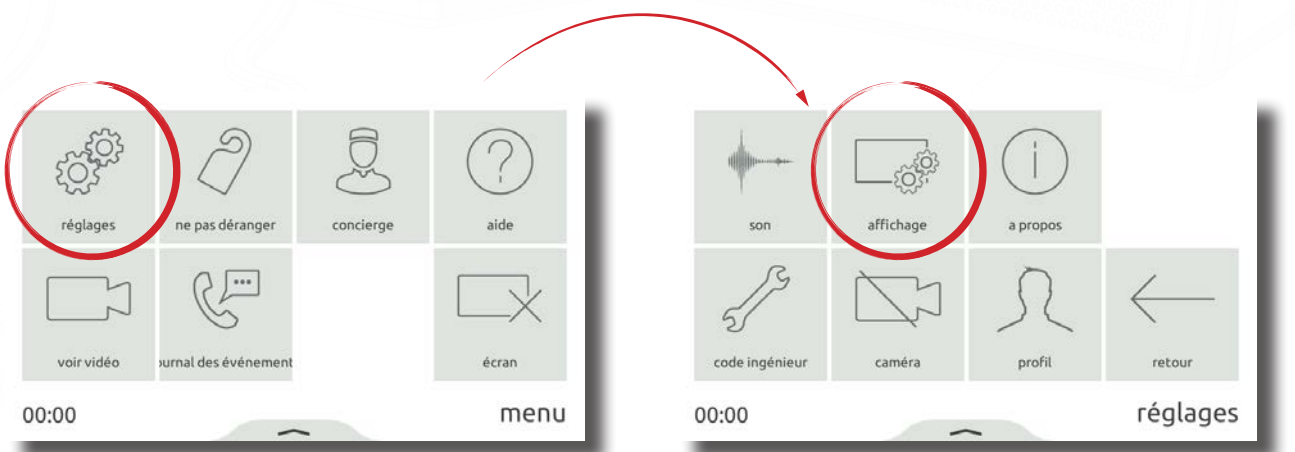 réglages
ne pas déranger
concierge
aide
voir vidéo
urnal des événement
écran
00:00
menu
son
affichage
a propos
code ingénieur
caméra
profil
retour
00:00
réglages